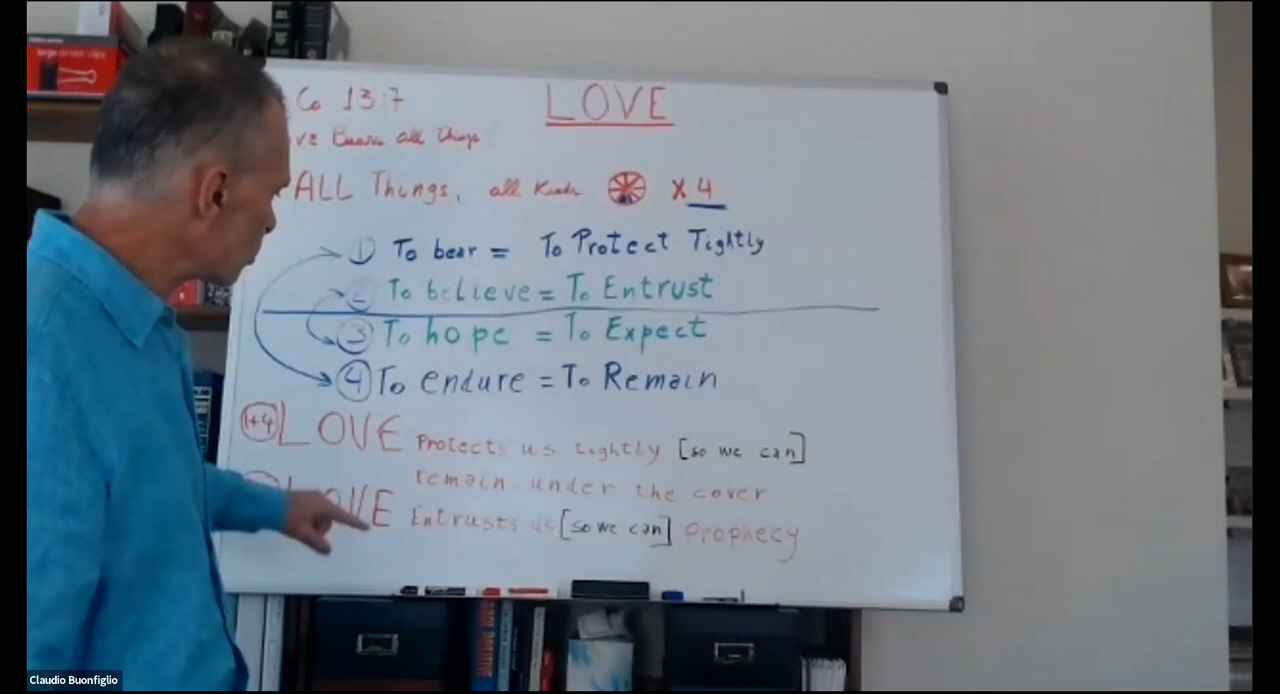 Co 13:7
LOVE
ve Bears all Things
ALL Things, all Kinds X 4
① To bear = To Protect Tightly
② To believe = To Entrust
③ To hope = To Expect
④ To endure = To Remain
1+4 LOVE Protects us tightly [so we can]
remain under the cover
LOVE Entrusts us [so we can] Prophecy
Claudio Buonfiglio